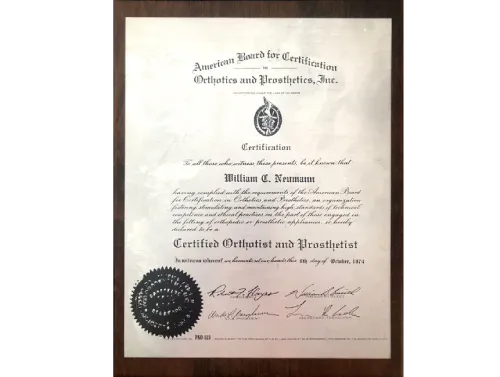 American Board for Certification
Orthotics and Prosthetics, Inc.
Certification
To all those who witness these presents, be it known that
William C. Neumann
having complied with the requirements of the American Board
for Certification in Orthotics and Prosthetics, an organization
fostering, stimulating and maintaining high standards of technical
competence and ethical practices on the part of those engaged in
the fitting of orthopedic or prosthetic appliances, is hereby
declared to be a
Certified Orthotist and Prosthetist
In witness whereof we hereunto set our hands this 8th day of October, 1974